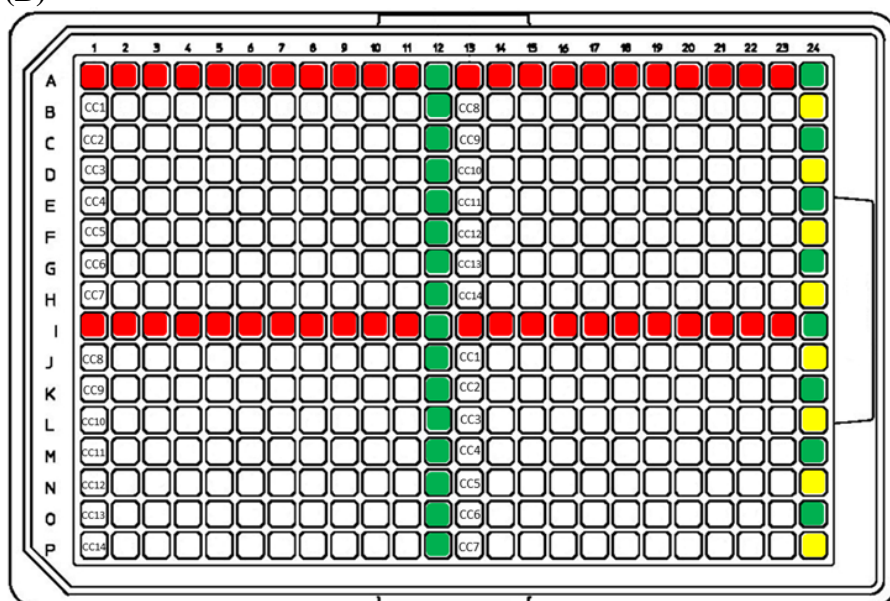 1 2 3 4 5 6 7 8 9 10 11 12 13 14 15 16 17 18 19 20 21 22 23 24
A
B CC1 CC8
C CC2 CC9
D CC3 CC10
E CC4 CC11
F CC5 CC12
G CC6 CC13
H CC7 CC14
I
J CC8 CC1
K CC9 CC2
L CC10 CC3
M CC11 CC4
N CC12 CC5
O CC13 CC6
P CC14 CC7